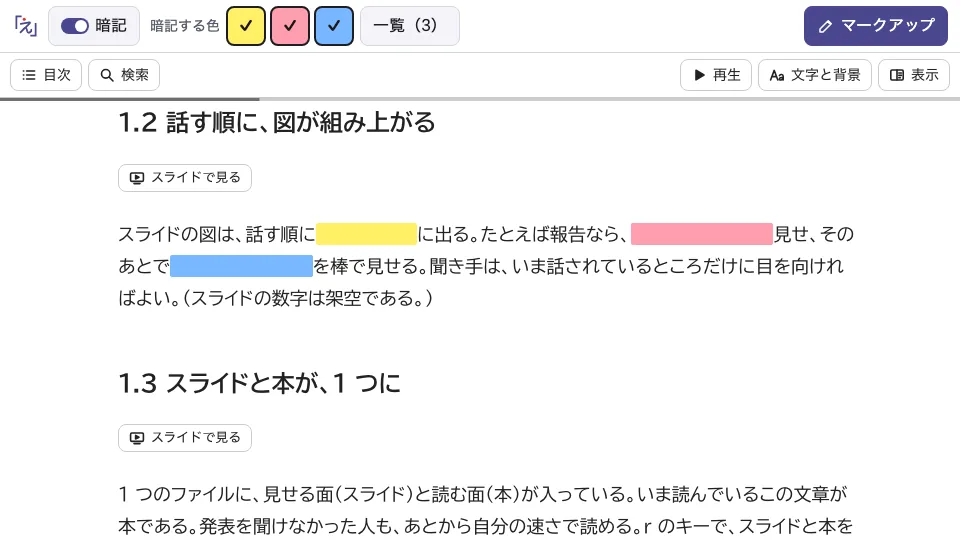 「え」
暗記
暗記する色
一覧（3）
マークアップ
目次
検索
再生
Aa 文字と背景
表示
1.2 話す順に、図が組み上がる
スライドで見る
スライドの図は、話す順に に出る。たとえば報告なら、 見せ、その
あとで を棒で見せる。聞き手は、いま話されているところだけに目を向けれ
ばよい。（スライドの数字は架空である。）
1.3 スライドと本が、1 つに
スライドで見る
1 つのファイルに、見せる面（スライド）と読む面（本）が入っている。いま読んでいるこの文章が
本である。発表を聞けなかった人も、あとから自分の速さで読める。r のキーで、スライドと本を